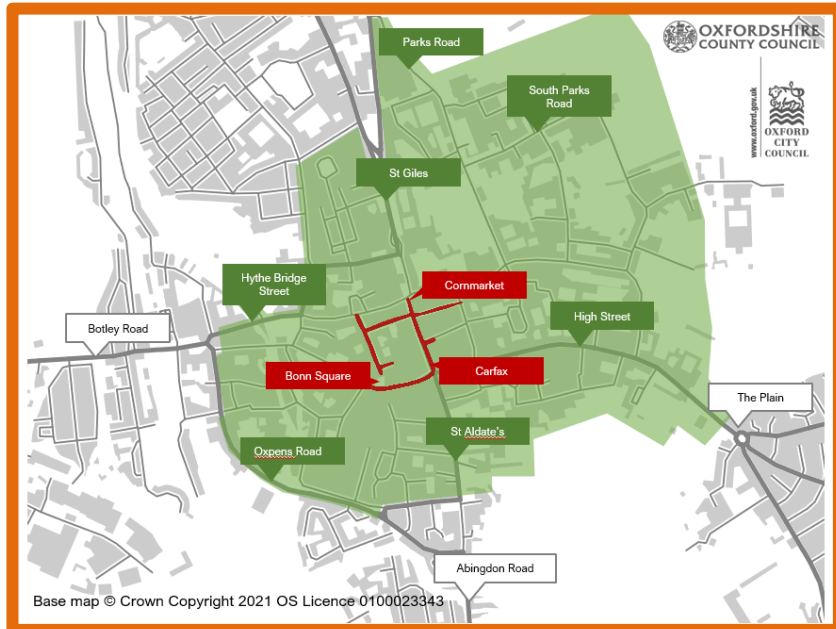 Parks Road
OXFORDSHIRE
COUNTY COUNCIL
South Parks
Road
www.oxford.gov.uk
OXFORD
CITY
COUNCIL
St Giles
Hythe Bridge
Street
Cornmarket
High Street
Botley Road
Bonn Square
Carfax
The Plain
St Aldate's
Oxpens Road
Abingdon Road
Base map © Crown Copyright 2021 OS Licence 0100023343